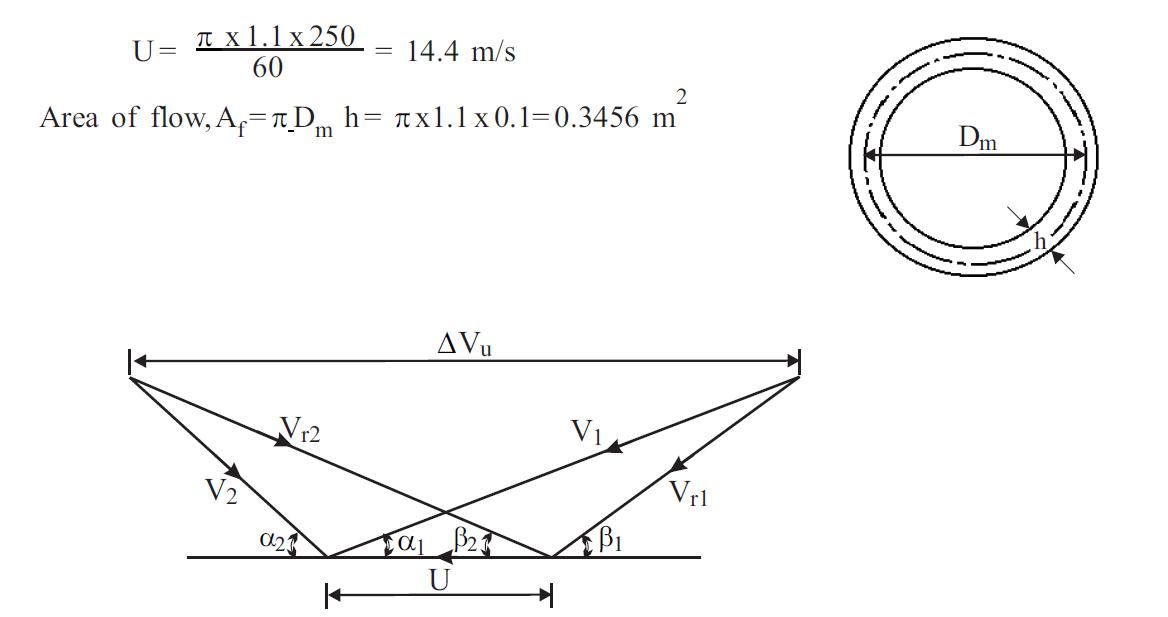 U = π x 1.1 x 250 / 60 = 14.4 m/s
Area of flow, A_f = π D_m h = π x 1.1 x 0.1 = 0.3456 m²
D_m
h
ΔV_u
V_r2
V_1
V_2
V_r1
α_2
α_1
β_2
β_1
U